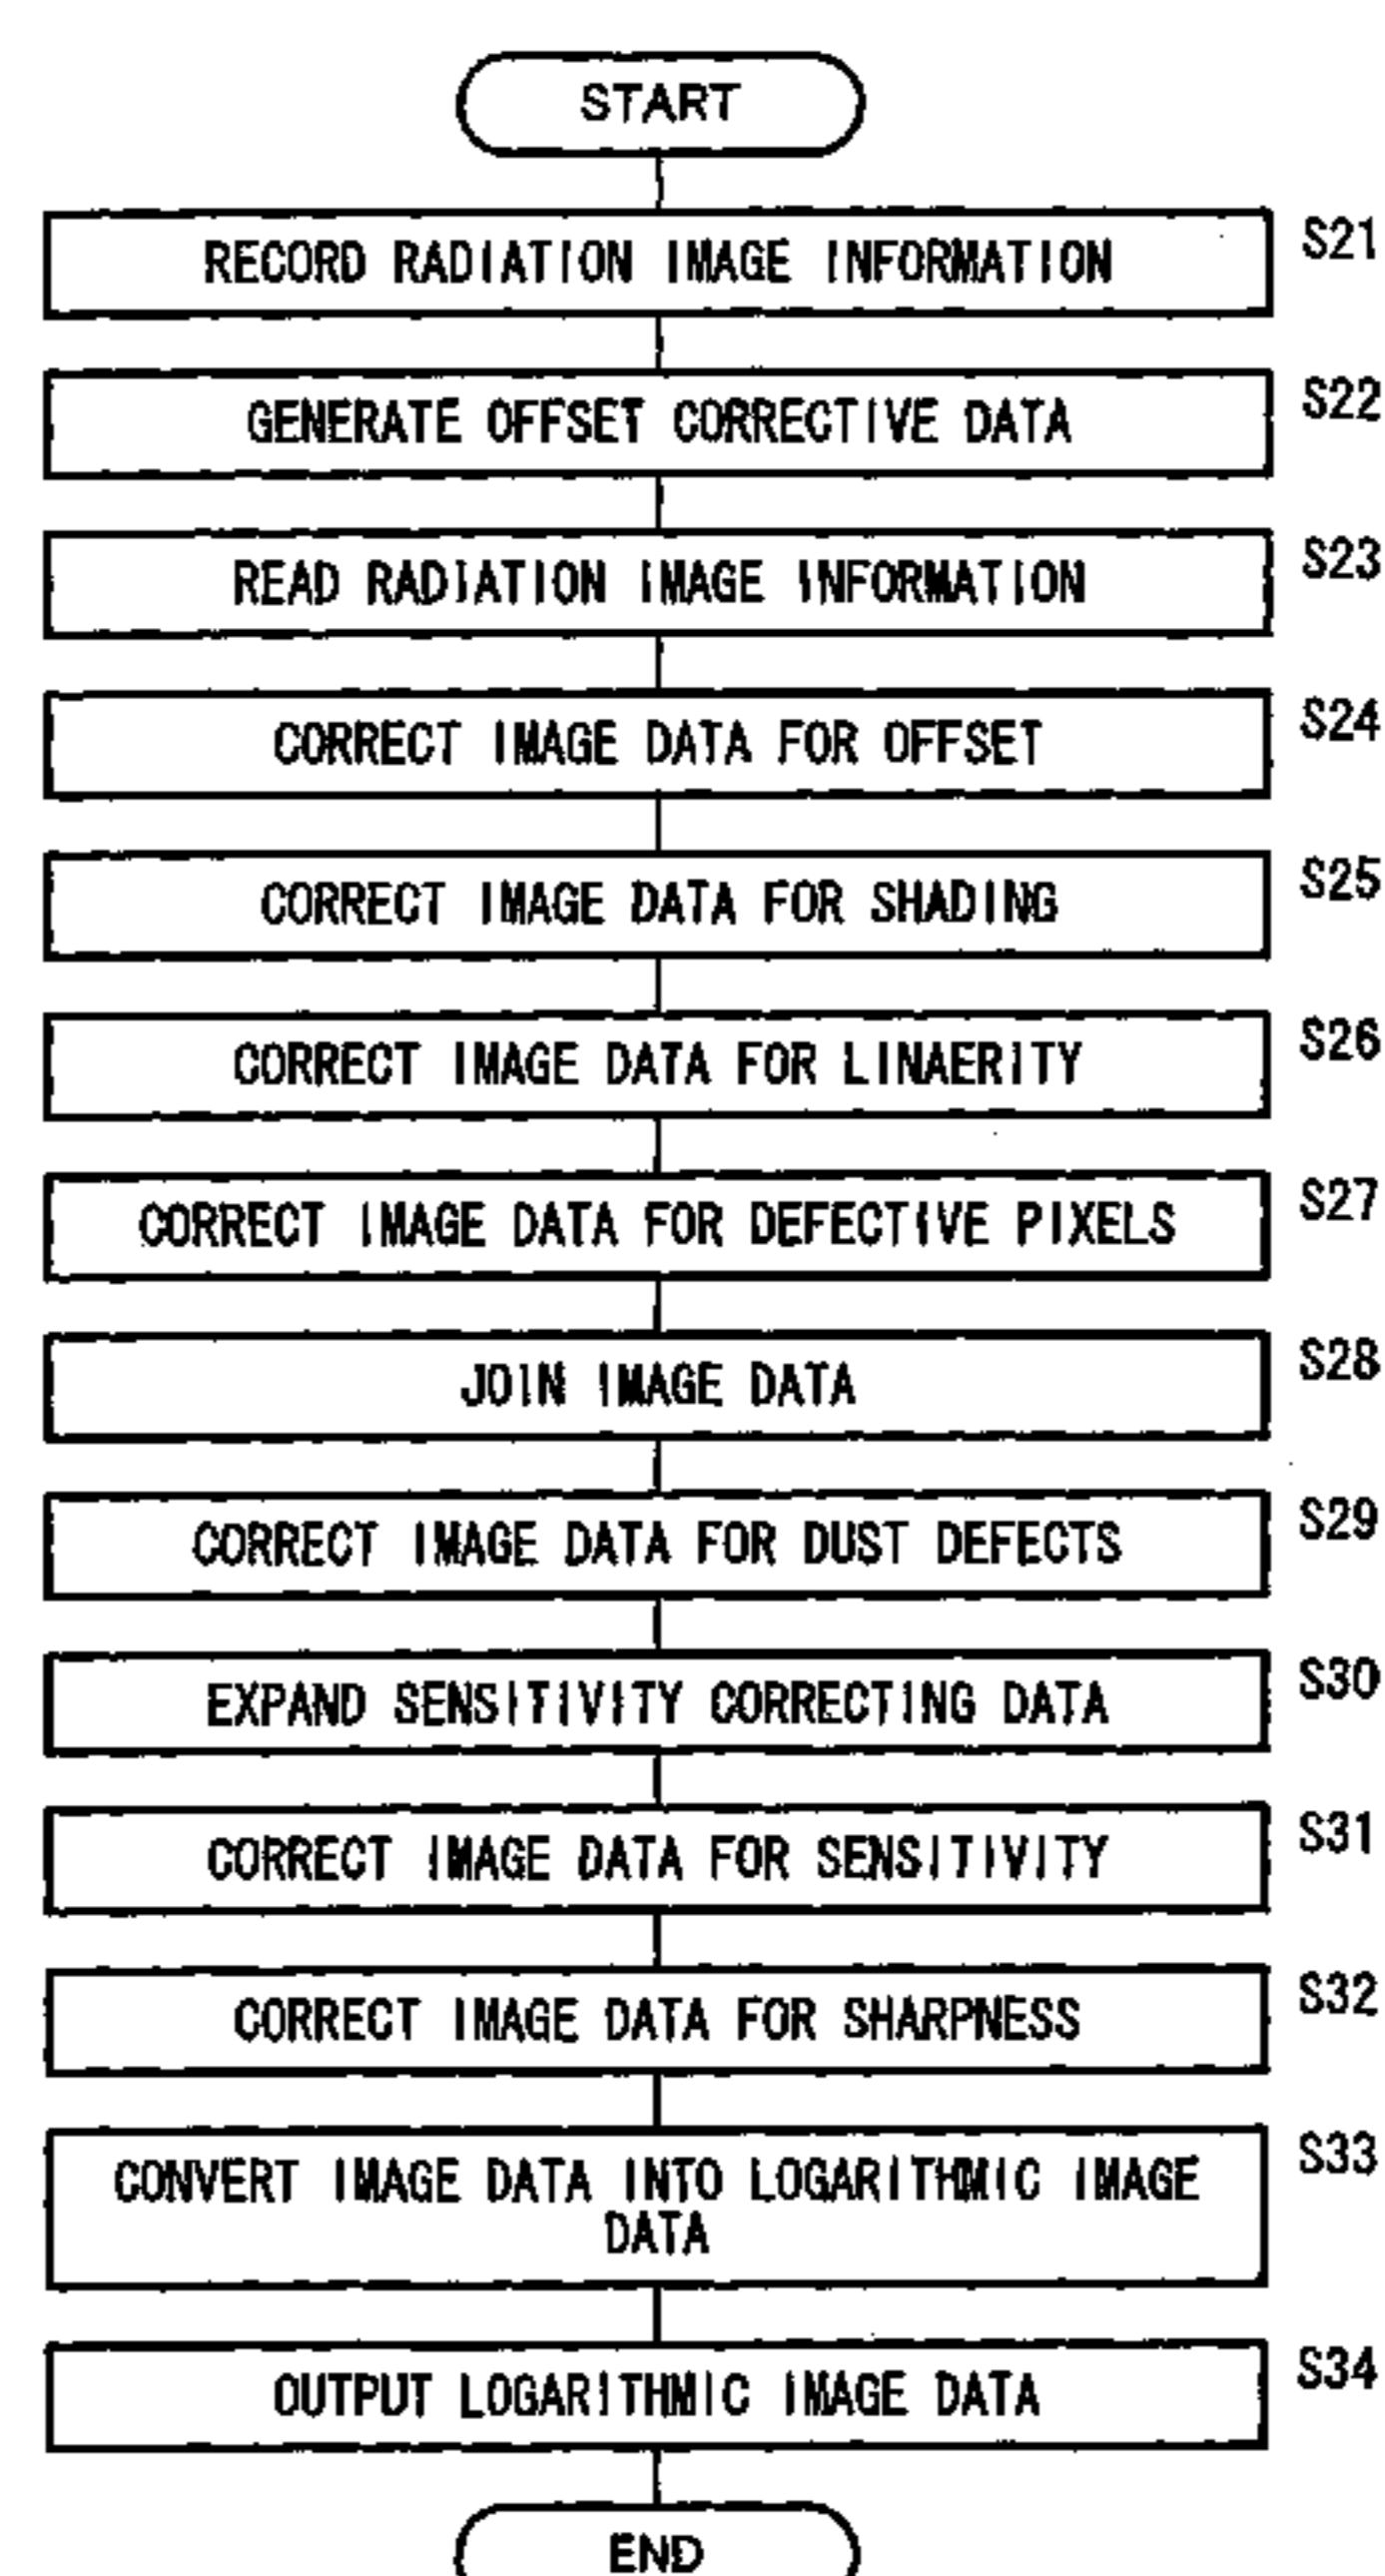 START
RECORD RADIATION IMAGE INFORMATION S21
GENERATE OFFSET CORRECTIVE DATA S22
READ RADIATION IMAGE INFORMATION S23
CORRECT IMAGE DATA FOR OFFSET S24
CORRECT IMAGE DATA FOR SHADING S25
CORRECT IMAGE DATA FOR LINAERITY S26
CORRECT IMAGE DATA FOR DEFECTIVE PIXELS S27
JOIN IMAGE DATA S28
CORRECT IMAGE DATA FOR DUST DEFECTS S29
EXPAND SENSITIVITY CORRECTING DATA S30
CORRECT IMAGE DATA FOR SENSITIVITY S31
CORRECT IMAGE DATA FOR SHARPNESS S32
CONVERT IMAGE DATA INTO LOGARITHMIC IMAGE S33
DATA
OUTPUT LOGARITHMIC IMAGE DATA S34
END